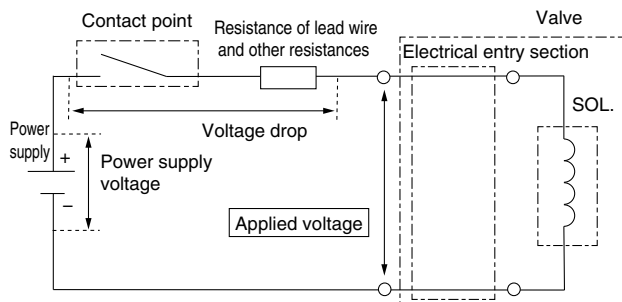 Contact point
Resistance of lead wire
and other resistances
Valve
Electrical entry section
SOL.
Voltage drop
Power
supply
+
−
Power supply
voltage
Applied voltage